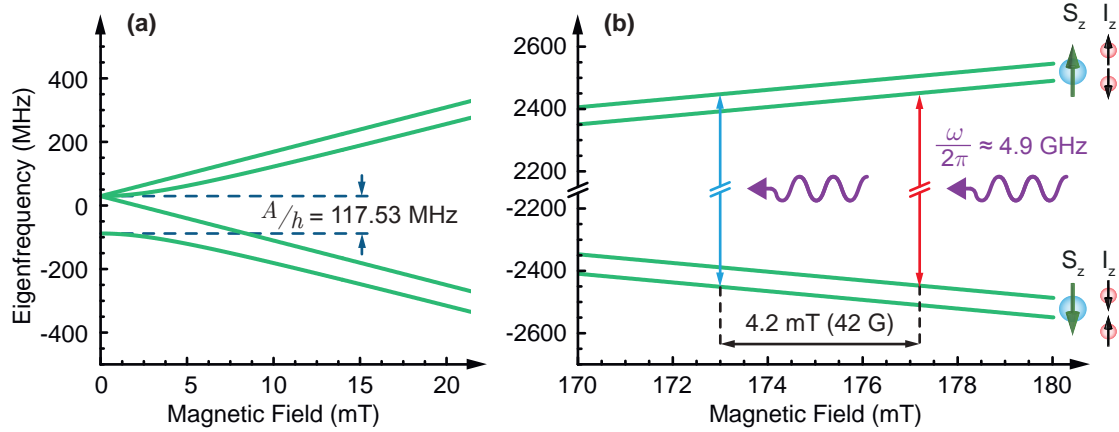 (a)
Eigenfrequency (MHz)
400
200
0
-200
-400
A/h = 117.53 MHz
0 5 10 15 20
Magnetic Field (mT)
(b)
2600
2400
2200
-2200
-2400
-2600
ω/2π ≈ 4.9 GHz
4.2 mT (42 G)
170 172 174 176 178 180
Magnetic Field (mT)
S_z I_z
S_z I_z